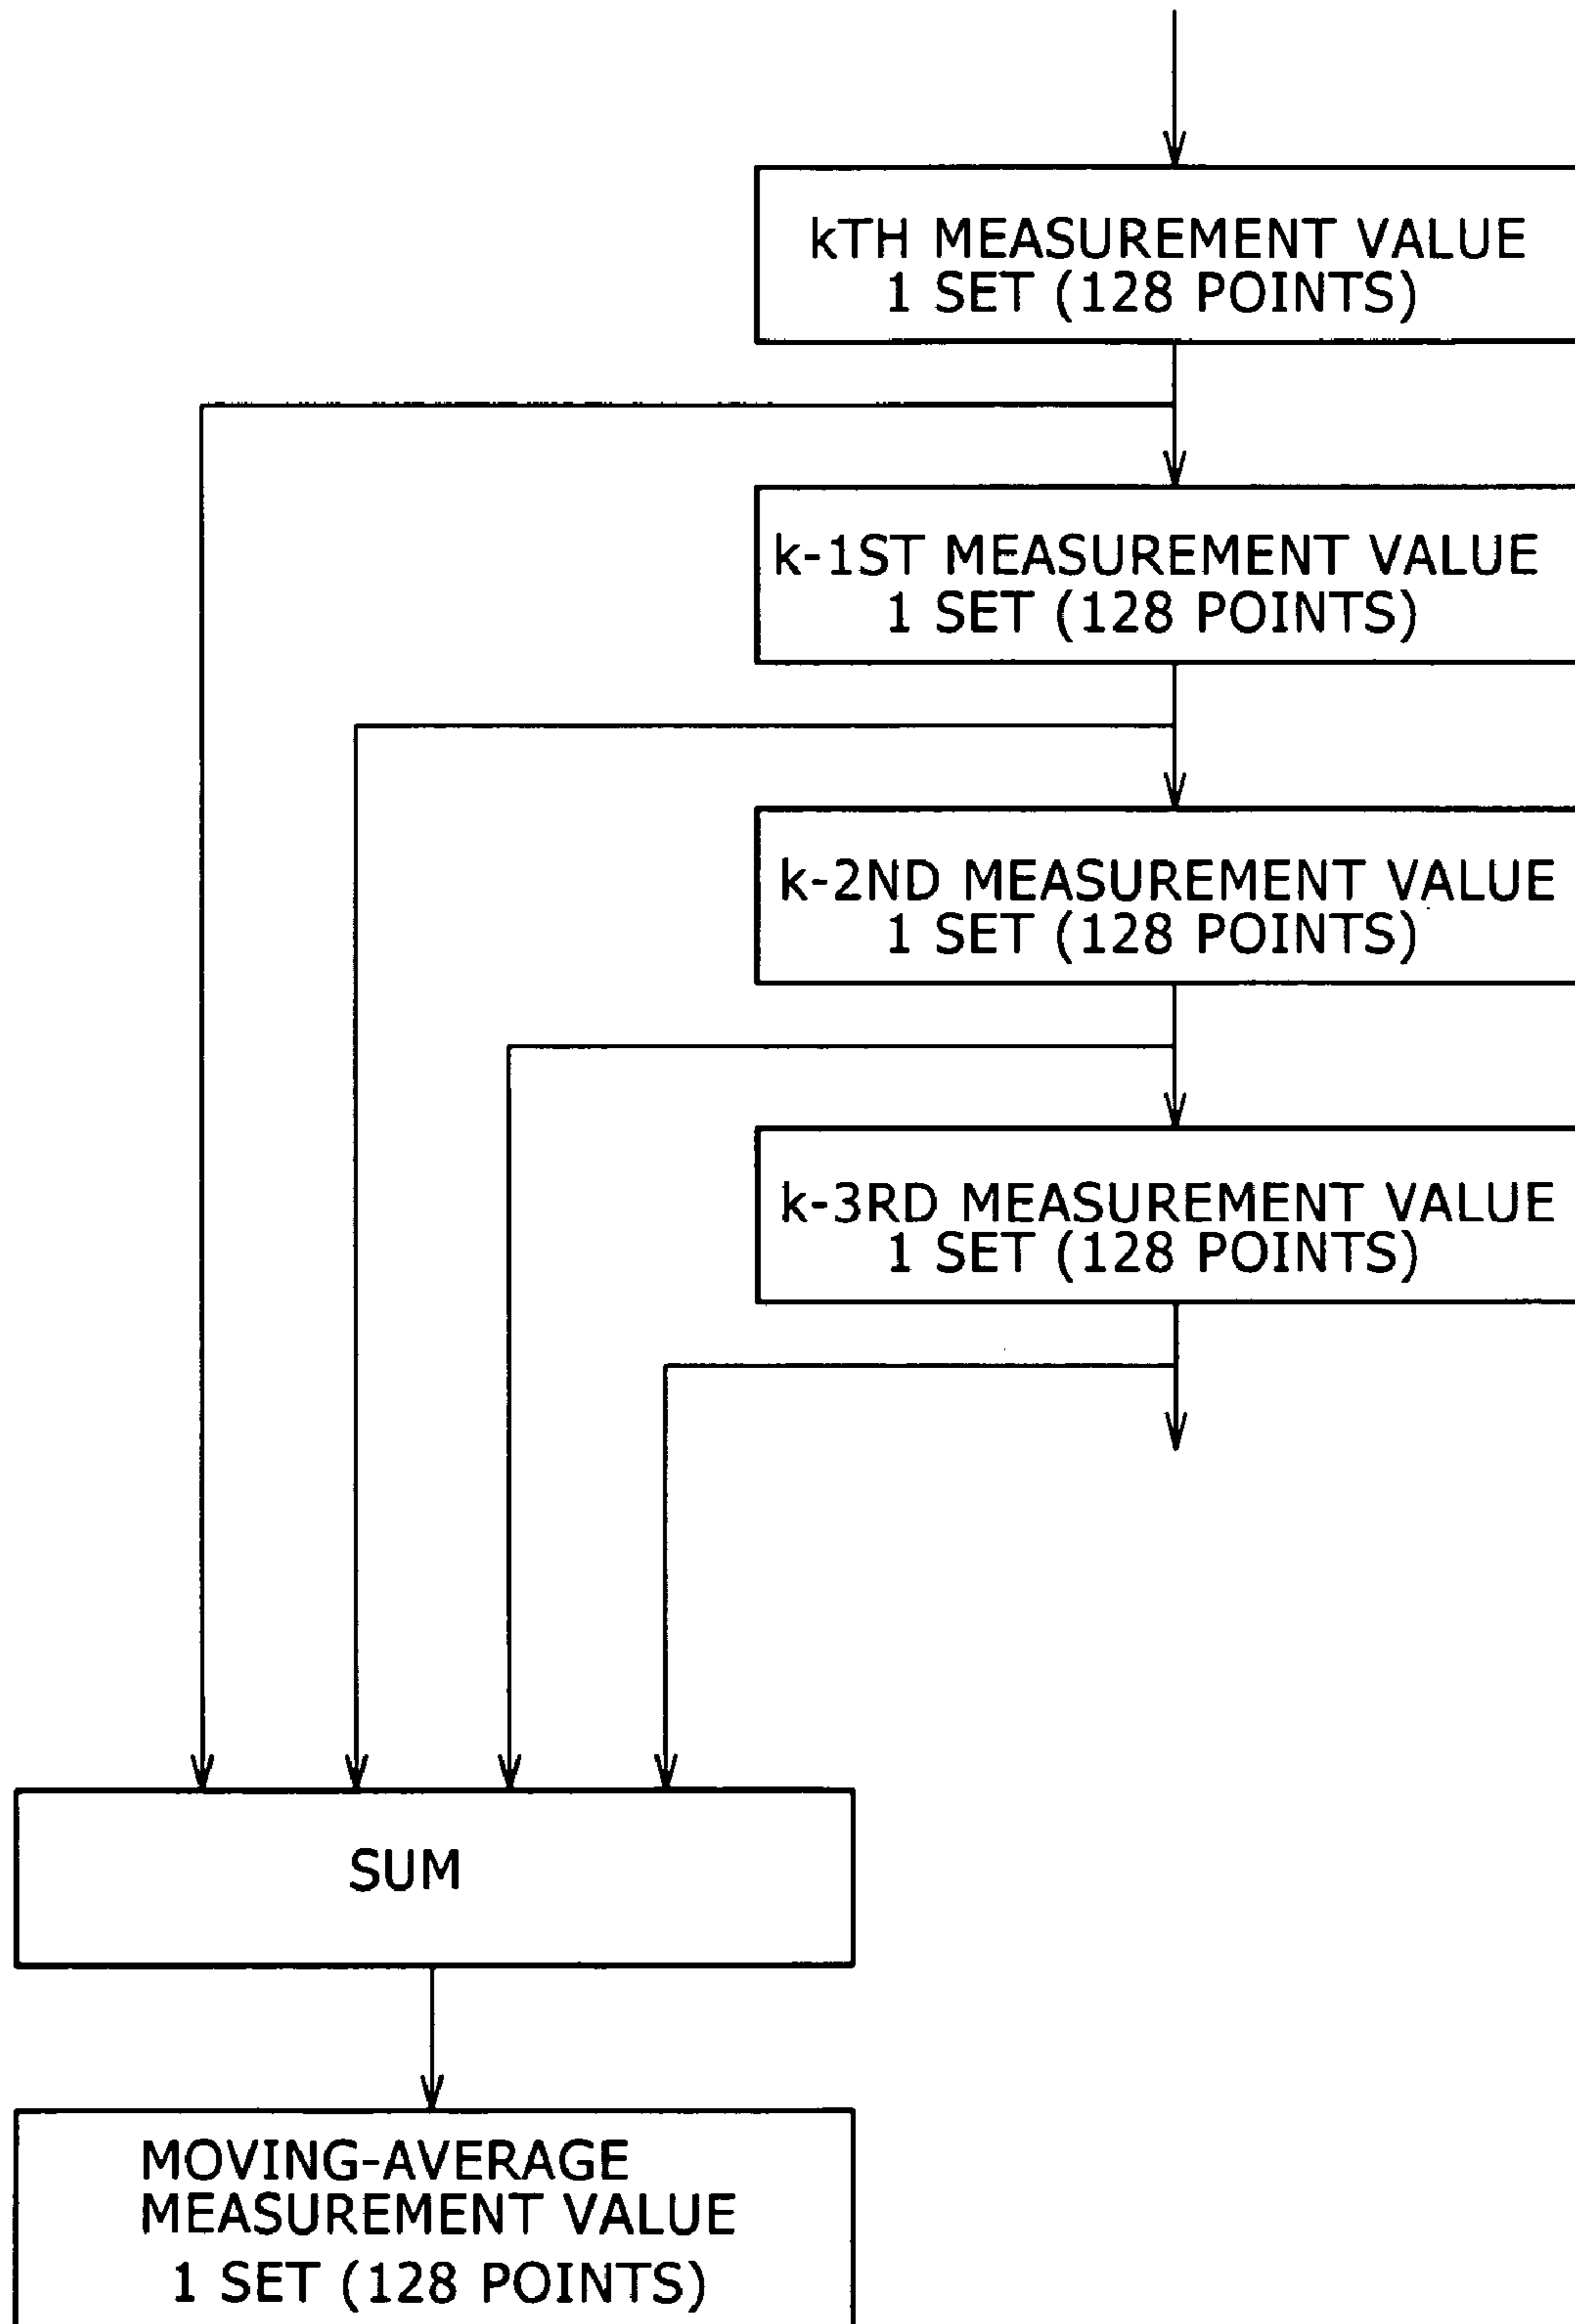 kTH MEASUREMENT VALUE
1 SET (128 POINTS)
k-1ST MEASUREMENT VALUE
1 SET (128 POINTS)
k-2ND MEASUREMENT VALUE
1 SET (128 POINTS)
k-3RD MEASUREMENT VALUE
1 SET (128 POINTS)
SUM
MOVING-AVERAGE
MEASUREMENT VALUE
1 SET (128 POINTS)